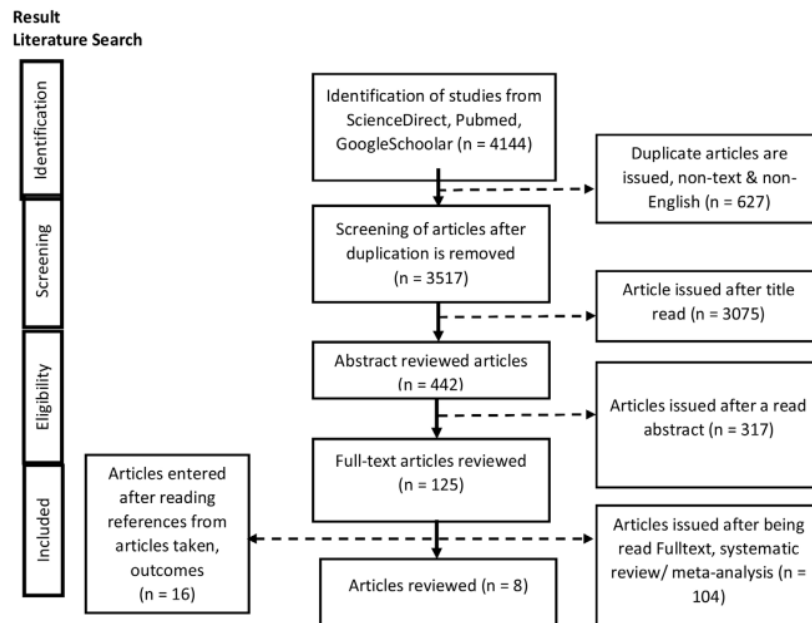 Result
Literature Search
Identification
Identification of studies from
ScienceDirect, Pubmed,
GoogleSchoolar (n = 4144)
Duplicate articles are
issued, non-text & non-
English (n = 627)
Screening
Screening of articles after
duplication is removed
(n = 3517)
Article issued after title
read (n = 3075)
Eligibility
Abstract reviewed articles
(n = 442)
Articles issued after a read
abstract (n = 317)
Full-text articles reviewed
(n = 125)
Included
Articles entered
after reading
references from
articles taken,
outcomes
(n = 16)
Articles issued after being
read Fulltext, systematic
review/ meta-analysis (n =
104)
Articles reviewed (n = 8)